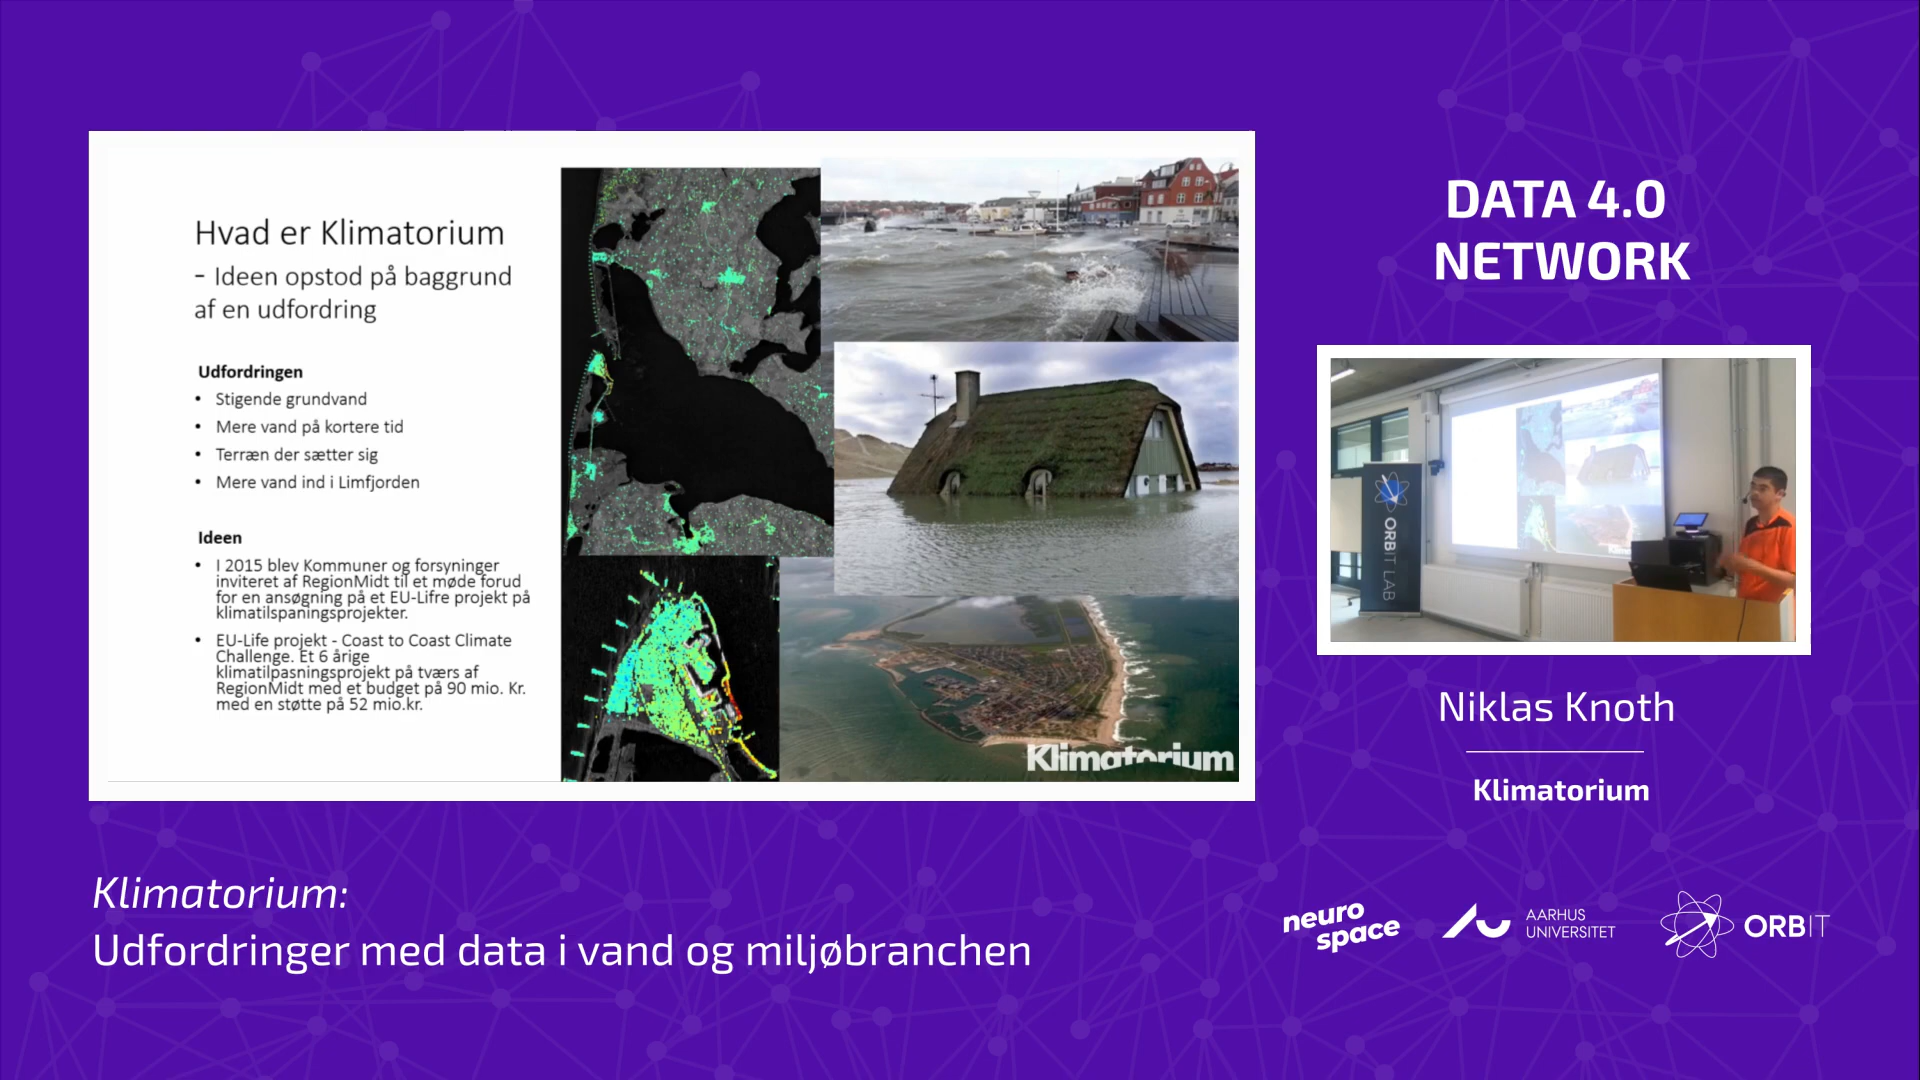 Hvad er Klimatorium
- Ideen opstod på baggrund
af en udfordring
Udfordringen
• Stigende grundvand
• Mere vand på kortere tid
• Terræn der sætter sig
• Mere vand ind i Limfjorden
Ideen
• I 2015 blev Kommuner og forsyninger
inviteret af RegionMidt til et møde forud
for en ansøgning på et EU-Lifre projekt på
klimatilspaningsprojekter.
• EU-Life projekt - Coast to Coast Climate
Challenge. Et 6 årige
klimatilpasningsprojekt på tværs af
RegionMidt med et budget på 90 mio. Kr.
med en støtte på 52 mio.kr.
Klimatorium
DATA 4.0
NETWORK
ORBIT LAB
Niklas Knoth
Klimatorium
Klimatorium:
Udfordringer med data i vand og miljøbranchen
neuro
space
AARHUS
UNIVERSITET
ORBIT